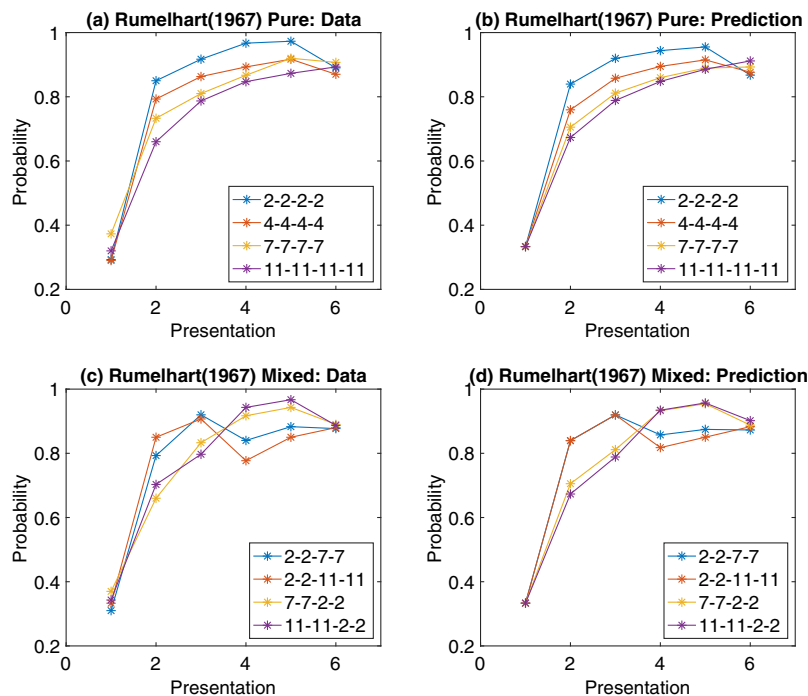 (a) Rumelhart(1967) Pure: Data
1
0.8
0.6
0.4
0.2
0 2 4 6
Probability
Presentation
2-2-2-2
4-4-4-4
7-7-7-7
11-11-11-11
(b) Rumelhart(1967) Pure: Prediction
1
0.8
0.6
0.4
0.2
0 2 4 6
Probability
Presentation
2-2-2-2
4-4-4-4
7-7-7-7
11-11-11-11
(c) Rumelhart(1967) Mixed: Data
1
0.8
0.6
0.4
0.2
0 2 4 6
Probability
Presentation
2-2-7-7
2-2-11-11
7-7-2-2
11-11-2-2
(d) Rumelhart(1967) Mixed: Prediction
1
0.8
0.6
0.4
0.2
0 2 4 6
Probability
Presentation
2-2-7-7
2-2-11-11
7-7-2-2
11-11-2-2